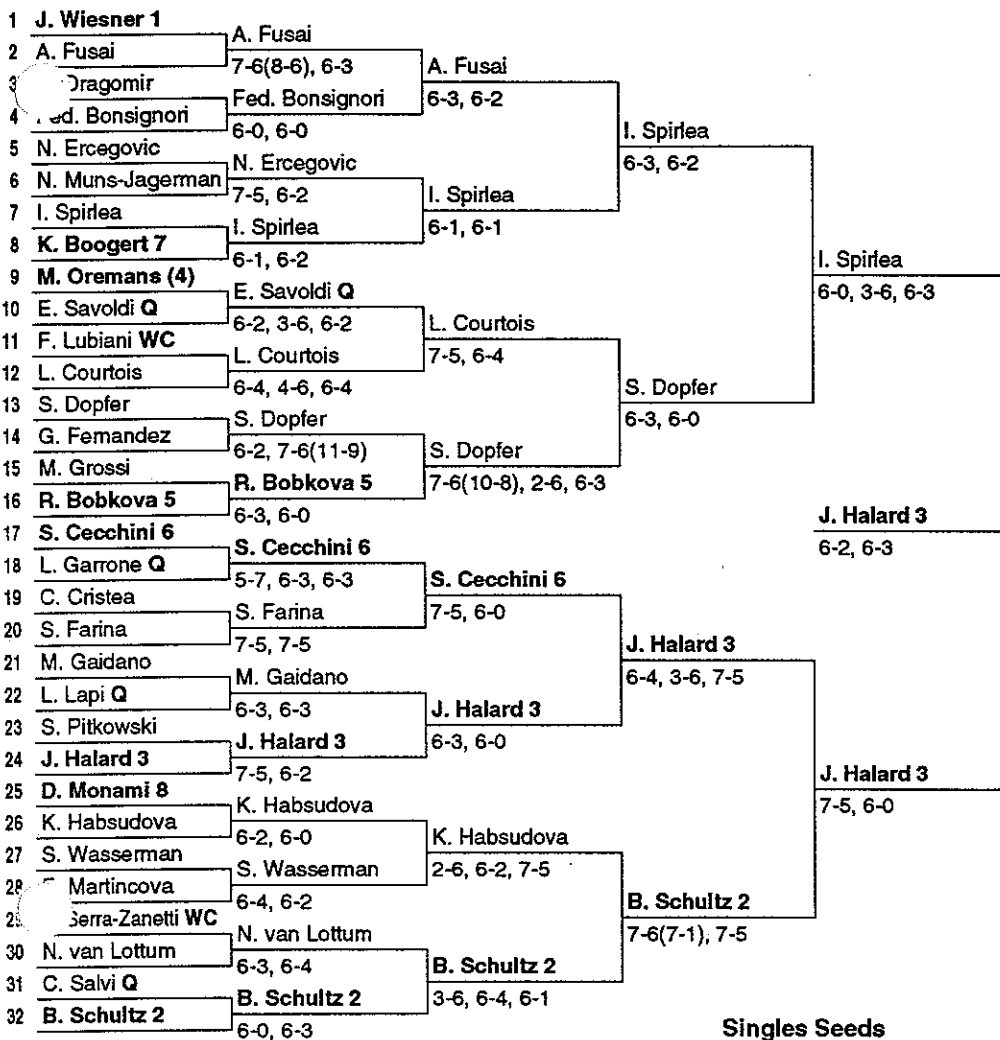 1 J. Wiesner 1
2 A. Fusai
3 Dragomir
4 Bonsignori
5 N. Ercegovic
6 N. Muns-Jagerman
7 I. Spirlea
8 K. Boogert 7
9 M. Oremans (4)
10 E. Savoldi Q
11 F. Lubiani WC
12 L. Courtois
13 S. Dopfer
14 G. Fernandez
15 M. Grossi
16 R. Bobkova 5
17 S. Cecchini 6
18 L. Garrone Q
19 C. Cristea
20 S. Farina
21 M. Gaidano
22 L. Lapi Q
23 S. Pitkowski
24 J. Halard 3
25 D. Monami 8
26 K. Habsudova
27 S. Wasserman
28 Martincova
Serra-Zanetti WC
30 N. van Lottum
31 C. Salvi Q
32 B. Schultz 2
A. Fusai
7-6(8-6), 6-3
Fed. Bonsignori
6-0, 6-0
N. Ercegovic
7-5, 6-2
I. Spirlea
6-1, 6-2
E. Savoldi Q
6-2, 3-6, 6-2
L. Courtois
6-4, 4-6, 6-4
S. Dopfer
6-2, 7-6(11-9)
R. Bobkova 5
6-3, 6-0
S. Cecchini 6
5-7, 6-3, 6-3
S. Farina
7-5, 7-5
M. Gaidano
6-3, 6-3
J. Halard 3
7-5, 6-2
K. Habsudova
6-2, 6-0
S. Wasserman
6-4, 6-2
N. van Lottum
6-3, 6-4
B. Schultz 2
6-0, 6-3
A. Fusai
6-3, 6-2
I. Spirlea
6-1, 6-1
L. Courtois
7-5, 6-4
S. Dopfer
7-6(10-8), 2-6, 6-3
S. Cecchini 6
7-5, 6-0
J. Halard 3
6-3, 6-0
K. Habsudova
2-6, 6-2, 7-5
B. Schultz 2
3-6, 6-4, 6-1
I. Spirlea
6-3, 6-2
S. Dopfer
6-3, 6-0
J. Halard 3
6-4, 3-6, 7-5
B. Schultz 2
7-6(7-1), 7-5
I. Spirlea
6-0, 3-6, 6-3
J. Halard 3
7-5, 6-0
J. Halard 3
6-2, 6-3
Singles Seeds